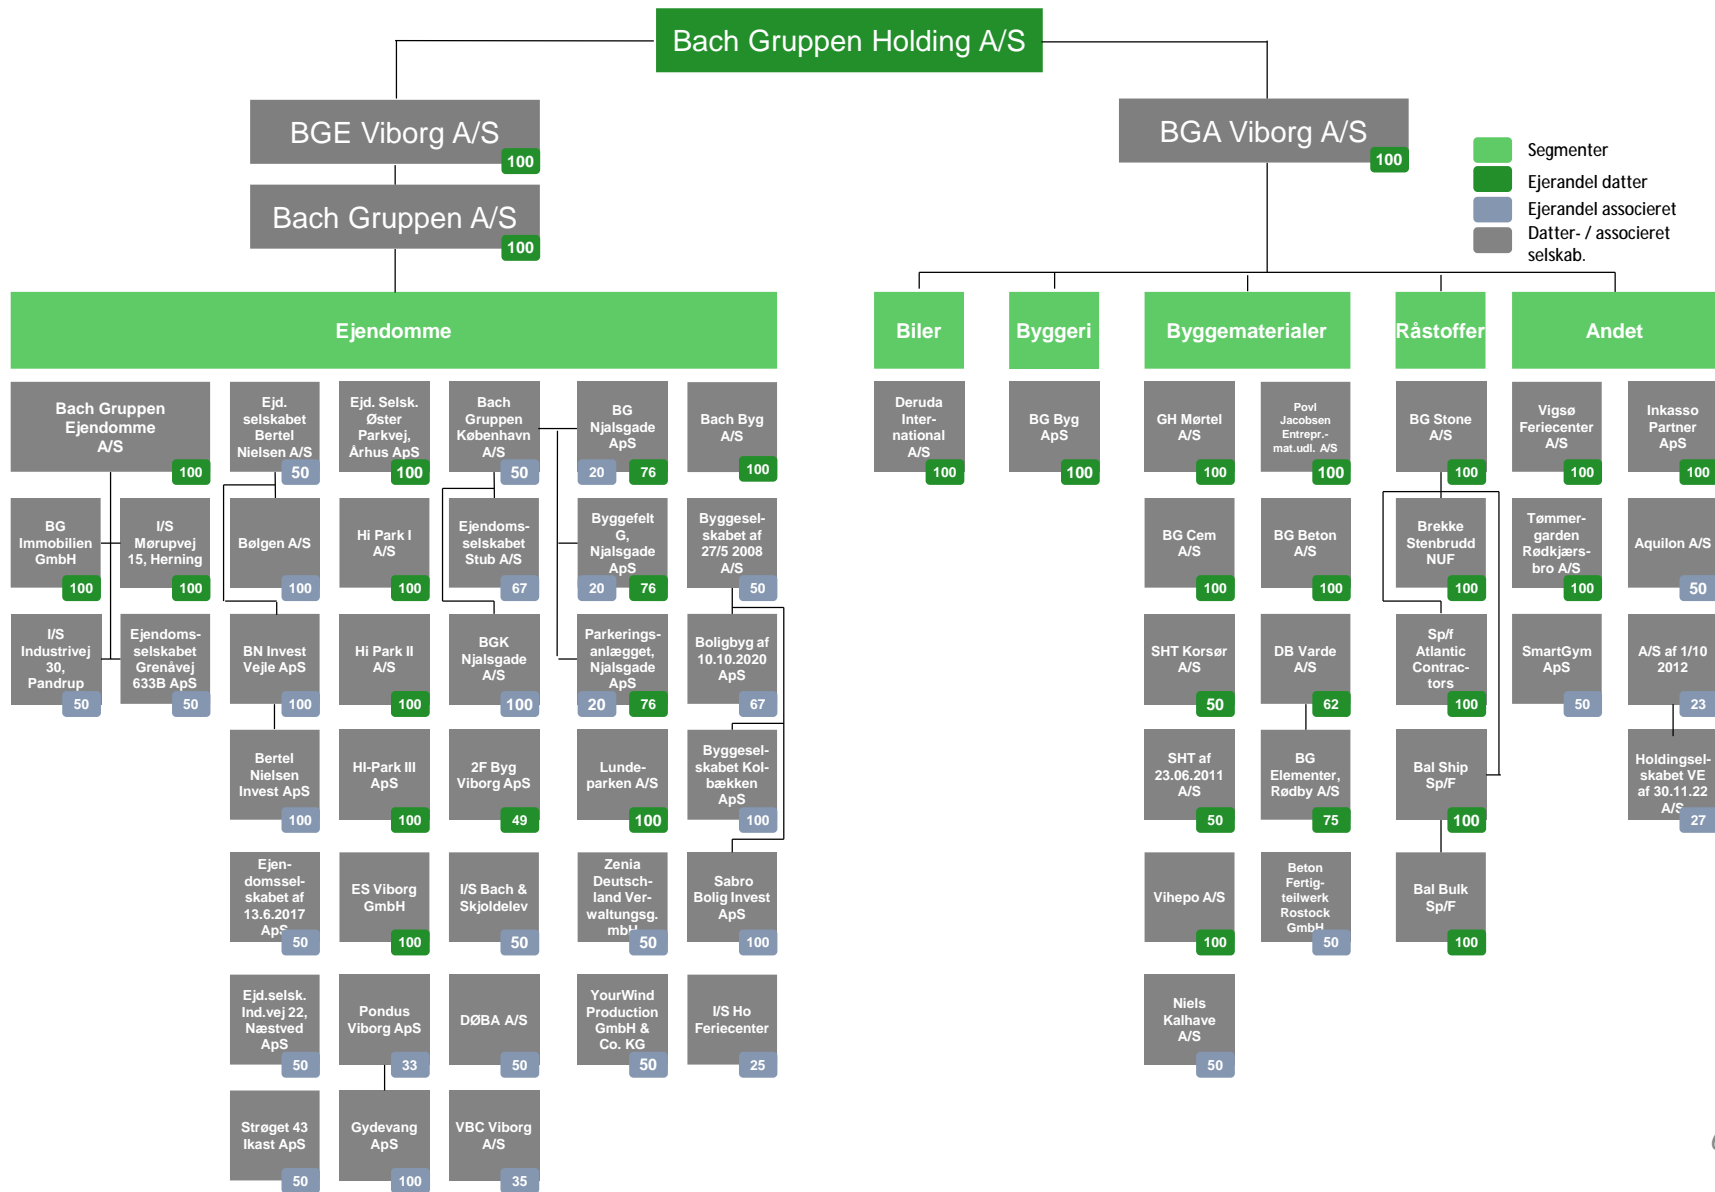 Bach Gruppen Holding A/S
BGE Viborg A/S
100
BGA Viborg A/S
100
Bach Gruppen A/S
100
Segmenter
Ejerandel datter
Ejerandel associeret
Datter- / associeret
selskab.
Ejendomme
Biler
Byggeri
Byggematerialer
Råstoffer
Andet
Bach Gruppen
Ejendomme
A/S
100
BG
Immobilien
GmbH
100
I/S
Mørupvej
15, Herning
100
I/S
Industrivej
30,
Pandrup
50
Ejendoms-
selskabet
Grenåvej
633B ApS
50
Ejd.
selskabet
Bertel
Nielsen A/S
50
Bølgen A/S
100
BN Invest
Vejle ApS
100
Bertel
Nielsen
Invest ApS
100
Ejen-
domssel-
skabet af
13.6.2017
ApS
50
Ejd.selsk.
Ind.vej 22,
Næstved
ApS
50
Strøget 43
Ikast ApS
50
Ejd. Selsk.
Øster
Parkvej,
Århus ApS
100
Hi Park I
A/S
100
Hi Park II
A/S
100
HI-Park III
ApS
100
ES Viborg
GmbH
100
Pondus
Viborg ApS
33
Gydevang
ApS
100
Bach
Gruppen
København
A/S
50
Ejendoms-
selskabet
Stub A/S
67
BGK
Njalsgade
A/S
100
2F Byg
Viborg ApS
49
I/S Bach &
Skjoldelev
50
DØBA A/S
50
VBC Viborg
A/S
35
BG
Njalsgade
ApS
20
76
Byggefelt
G,
Njalsgade
ApS
20
76
Parkerings-
anlægget,
Njalsgade
ApS
20
76
Lunde-
parken A/S
100
Zenia
Deutsch-
land Ver-
waltungsg.
mbH
50
YourWind
Production
GmbH &
Co. KG
50
Bach Byg
A/S
100
Byggesel-
skabet af
27/5 2008
A/S
50
Boligbyg af
10.10.2020
ApS
67
Byggesel-
skabet Kol-
bækken
ApS
100
Sabro
Bolig Invest
ApS
100
I/S Ho
Feriecenter
25
Deruda
Inter-
national
A/S
100
BG Byg
ApS
100
GH Mørtel
A/S
100
BG Cem
A/S
100
SHT Korsør
A/S
50
SHT af
23.06.2011
A/S
50
Vihepo A/S
100
Niels
Kalhave
A/S
50
Povl
Jacobsen
Entrepr.-
mat.udl. A/S
100
BG Beton
A/S
100
DB Varde
A/S
62
BG
Elementer,
Rødby A/S
75
Beton
Fertig-
teilwerk
Rostock
GmbH
50
BG Stone
A/S
100
Brekke
Stenbrudd
NUF
100
Sp/f
Atlantic
Contrac-
tors
100
Bal Ship
Sp/F
100
Bal Bulk
Sp/F
100
Vigsø
Feriecenter
A/S
100
Tømmer-
garden
Rødkjærs-
bro A/S
100
SmartGym
ApS
50
Inkasso
Partner
ApS
100
Aquilon A/S
50
A/S af 1/10
2012
23
Holdingsel-
skabet VE
af 30.11.22
A/S
27